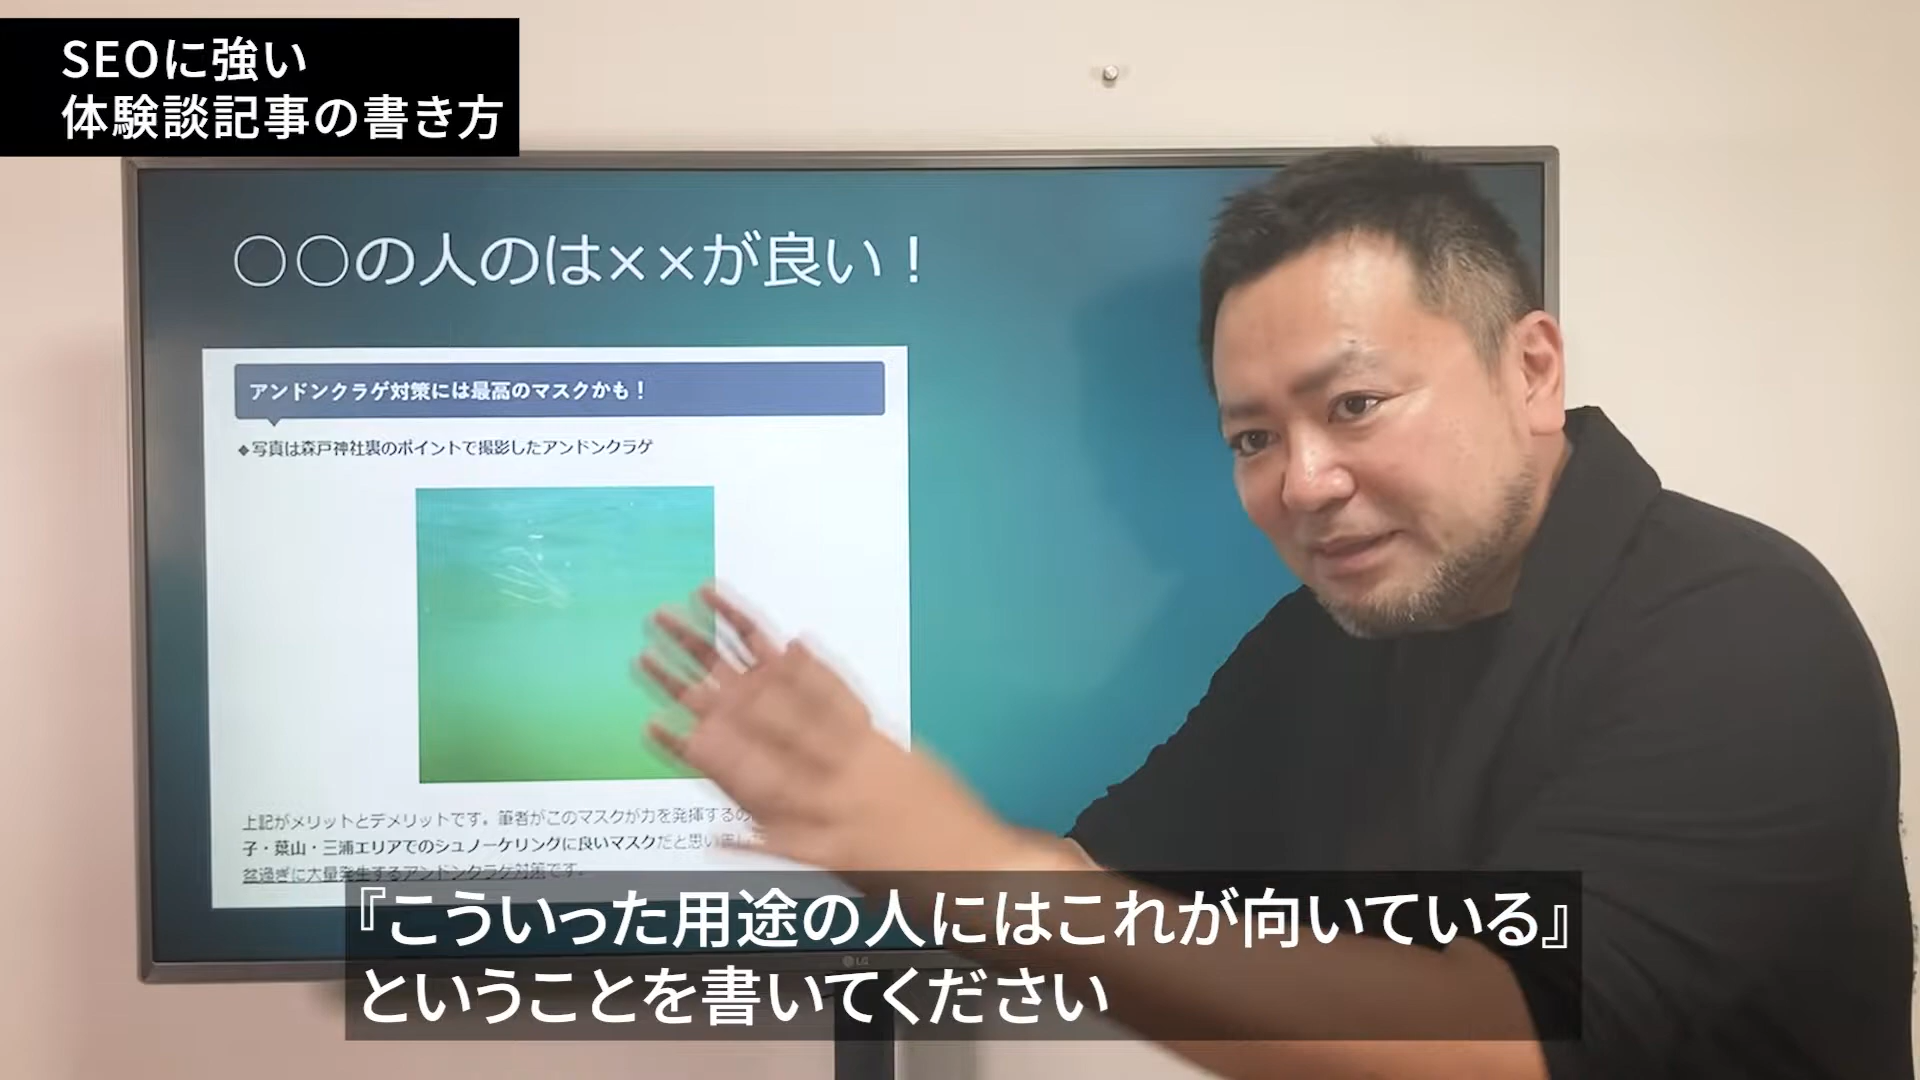 SEOに強い
体験談記事の書き方
○○の人のは××が良い！
アンドンクラゲ対策には最高のマスクかも！
◆写真は森戸神社裏のポイントで撮影したアンドンクラゲ
上記がメリットとデメリットです。筆者がこのマスクが力を発揮するの
子・葉山・三浦エリアでのシュノーケリングに良いマスクだと思い
盆過ぎに大量発生するアンドンクラゲ対策です。
LG
『こういった用途の人にはこれが向いている』
ということを書いてください